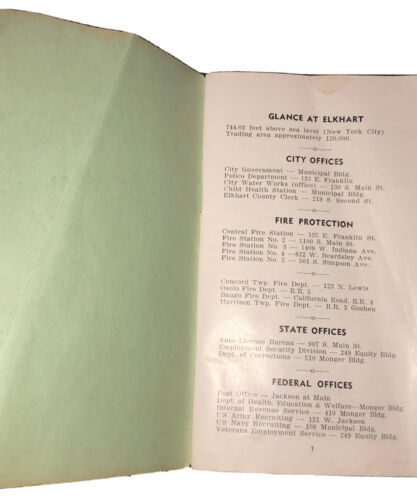 GLANCE AT ELKHART
744.03 feet above sea level (New York City)
Trading area approximately 120,000.
CITY OFFICES
City Government — Municipal Bldg.
Police Department — 133 E. Franklin
City Water Works (office) — 130 S. Main St.
Child Health Station — Municipal Bldg.
Elkhart County Clerk — 219 S. Second St.
FIRE PROTECTION
Central Fire Station — 135 E. Franklin St.
Fire Station No. 2 — 1100 S. Main St.
Fire Station No. 3 — 1409 W. Indiana Ave.
Fire Station No. 4 — 822 W. Beardsley Ave.
Fire Station No. 5 — 501 S. Simpson Ave.
Concord Twp. Fire Dept. — 123 N. Lewis
Osolo Fire Dept. — R.R. 5
Baugo Fire Dept. — California Road, R.R. 4
Harrison Twp. Fire Dept. — R.R. 3 Goshen
STATE OFFICES
Auto License Bureau — 907 S. Main St.
Employment Security Division — 249 Equity Bldg.
Dept. of Corrections — 510 Monger Bldg.
FEDERAL OFFICES
Post Office — Jackson at Main
Dept. of Health, Education & Welfare—Monger Bldg.
Internal Revenue Service — 410 Monger Bldg.
US Army Recruiting — 121 W. Jackson
US Navy Recruiting — 106 Municipal Bldg.
Veterans Employment Service — 249 Equity Bldg.
1